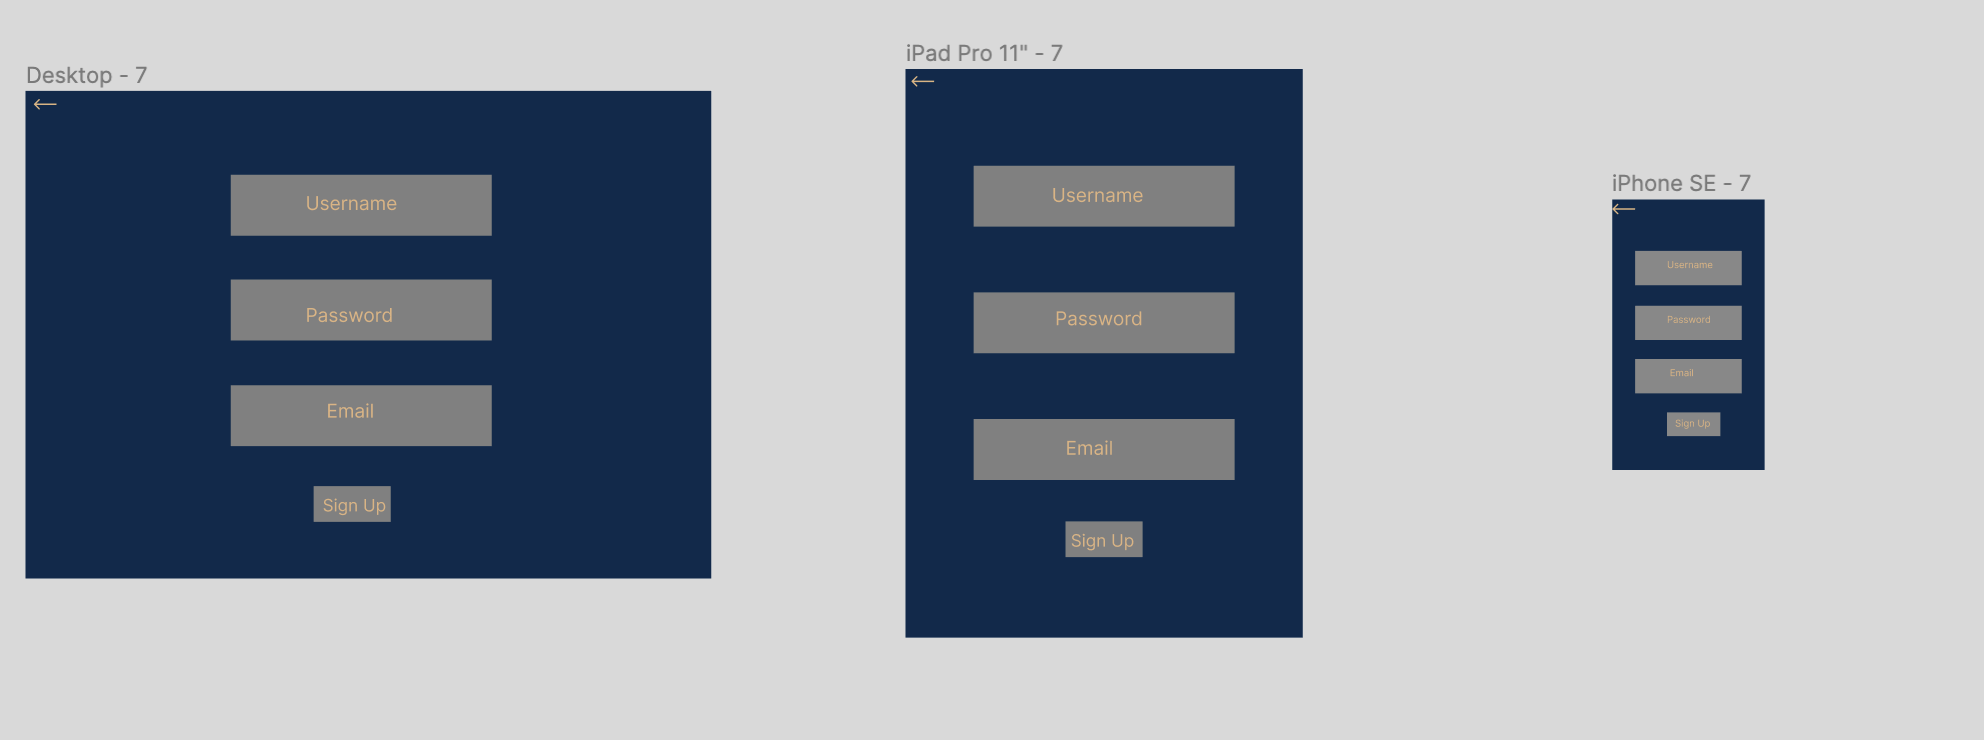 Desktop - 7
Username
Password
Email
Sign Up
iPad Pro 11" - 7
Username
Password
Email
Sign Up
iPhone SE - 7
Username
Password
Email
Sign Up